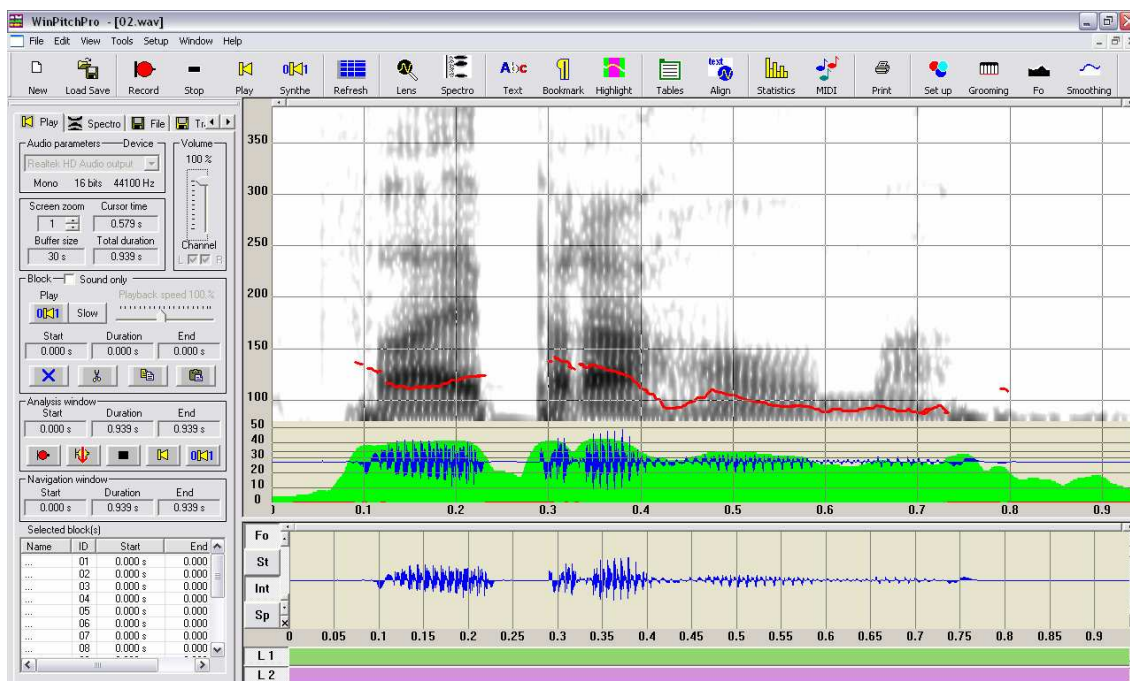 WinPitchPro - [02.wav]
File Edit View Tools Setup Window Help
New Load Save Record Stop Play Synthe Refresh Lens Spectro Text Bookmark Highlight Tables Align Statistics MIDI Print Set up Grooming Fo Smoothing
Play Spectro File Tr
Audio parameters Device Volume
Realtek HD Audio output 100 %
Mono 16 bits 44100 Hz
Screen zoom Cursor time
1 0.579 s
Buffer size Total duration
30 s 0.939 s
Channel
L R
Block Sound only
Play Playback speed 100 %
Slow
Start Duration End
0.000 s 0.000 s 0.000 s
Analysis window
Start Duration End
0.000 s 0.939 s 0.939 s
Navigation window
Start Duration End
0.000 s 0.939 s 0.939 s
Selected block(s)
Name ID Start End
... 01 0.000 s 0.000
... 02 0.000 s 0.000
... 03 0.000 s 0.000
... 04 0.000 s 0.000
... 05 0.000 s 0.000
... 06 0.000 s 0.000
... 07 0.000 s 0.000
... 08 0.000 s 0.000
350
300
250
200
150
100
50
40
30
20
10
0
0.1 0.2 0.3 0.4 0.5 0.6 0.7 0.8 0.9
Fo
St
Int
Sp
0 0.05 0.1 0.15 0.2 0.25 0.3 0.35 0.4 0.45 0.5 0.55 0.6 0.65 0.7 0.75 0.8 0.85 0.9
L 1
L 2